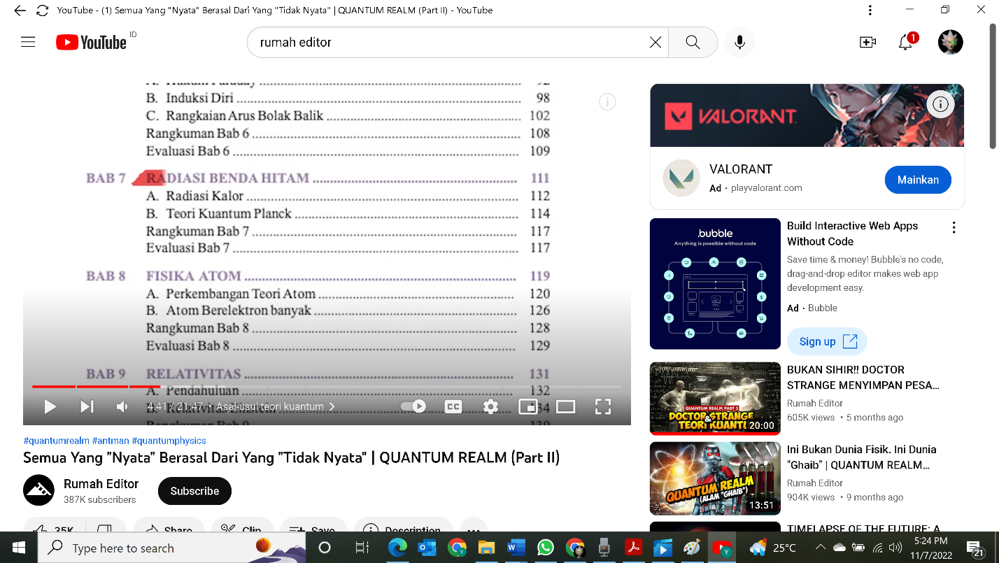 YouTube - (1) Semua Yang "Nyata" Berasal Dari Yang "Tidak Nyata" | QUANTUM REALM (Part II) - YouTube
YouTube ID
rumah editor
1
B. Induksi Diri ........ 98
C. Rangkaian Arus Bolak Balik ........ 102
Rangkuman Bab 6 ........ 108
Evaluasi Bab 6 ........ 109
BAB 7 RADIASI BENDA HITAM ........ 111
A. Radiasi Kalor ........ 112
B. Teori Kuantum Planck ........ 114
Rangkuman Bab 7 ........ 117
Evaluasi Bab 7 ........ 117
BAB 8 FISIKA ATOM ........ 119
A. Perkembangan Teori Atom ........ 120
B. Atom Berelektron banyak ........ 126
Rangkuman Bab 8 ........ 128
Evaluasi Bab 8 ........ 129
BAB 9 RELATIVITAS ........ 131
A. Pendahuluan ........ 132
4:41 / 21:47 • Asal-usul teori kuantum
CC
#quantumrealm #antman #quantumphysics
Semua Yang "Nyata" Berasal Dari Yang "Tidak Nyata" | QUANTUM REALM (Part II)
Rumah Editor
387K subscribers
Subscribe
35K
Share
Clip
Save
Description
VALORANT
VALORANT
Ad • playvalorant.com
Mainkan
.bubble
Anything is possible without code
Build Interactive Web Apps
Without Code
Save time & money! Bubble's no code,
drag-and-drop editor makes web app
development easy.
Ad • Bubble
Sign up
QUANTUM REALM PART 3
DOCTOR STRANGE
&
TEORI KUANT
20:00
BUKAN SIHIR!! DOCTOR
STRANGE MENYIMPAN PESA...
Rumah Editor
605K views • 5 months ago
QUANTUM REALM
(ALAM "GHAIB")
13:51
Ini Bukan Dunia Fisik. Ini Dunia
"Ghaib" | QUANTUM REALM...
Rumah Editor
904K views • 9 months ago
TIMELAPSE OF THE FUTURE: A
Type here to search
25°C
5:24 PM
11/7/2022
21